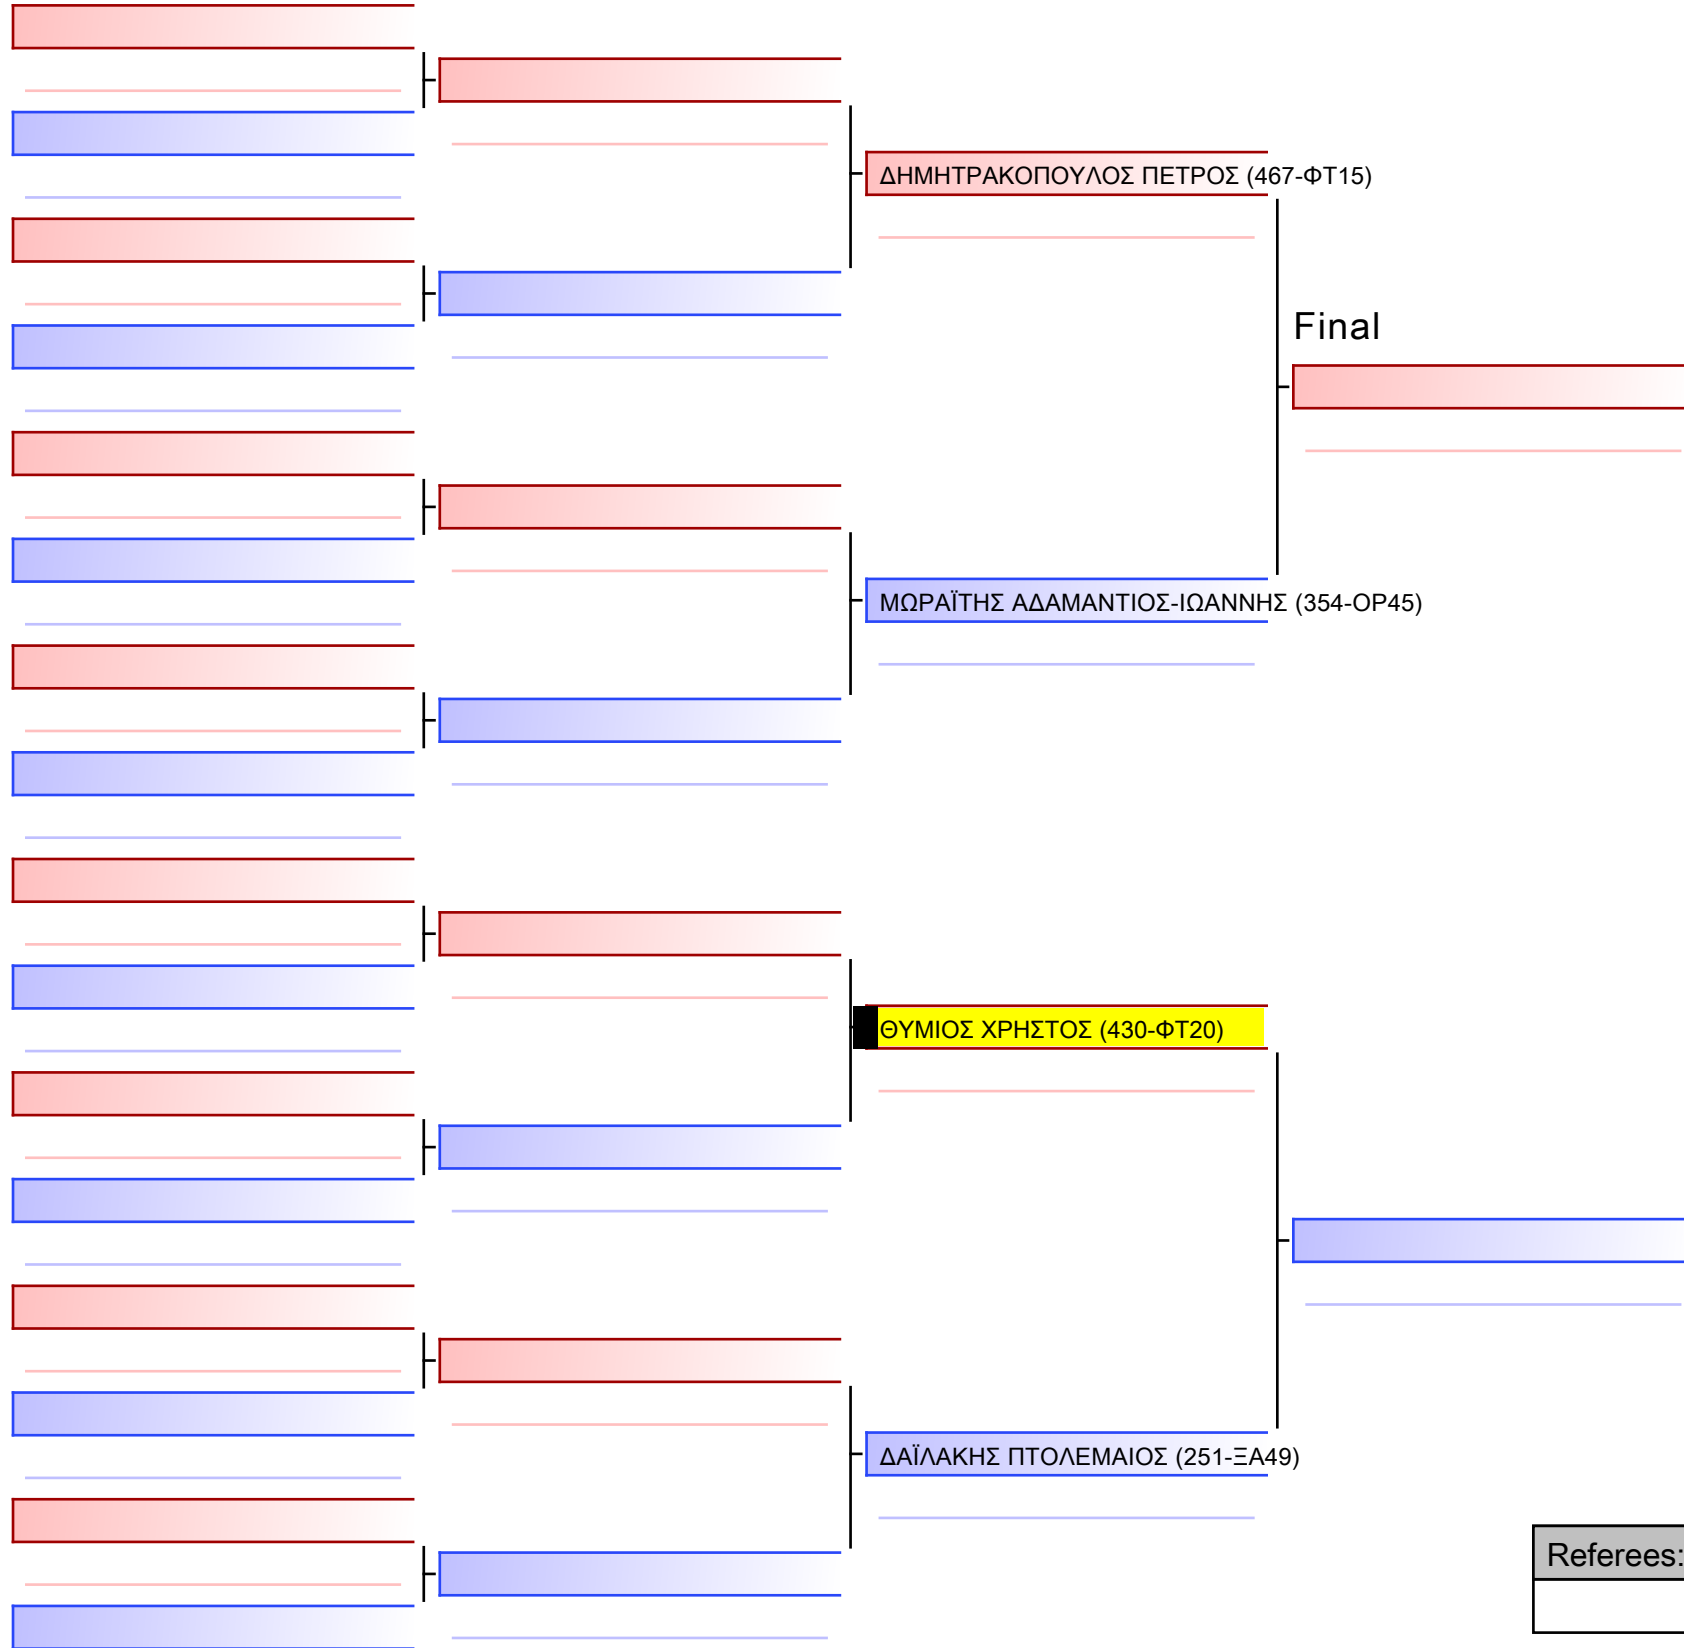 ΔΗΜΗΤΡΑΚΟΠΟΥΛΟΣ ΠΕΤΡΟΣ (467-ΦΤ15)
Final
ΜΩΡΑΪΤΗΣ ΑΔΑΜΑΝΤΙΟΣ-ΙΩΑΝΝΗΣ (354-ΟΡ45)
ΘΥΜΙΟΣ ΧΡΗΣΤΟΣ (430-ΦΤ20)
ΔΑΪΛΑΚΗΣ ΠΤΟΛΕΜΑΙΟΣ (251-ΞΑ49)
Referees: